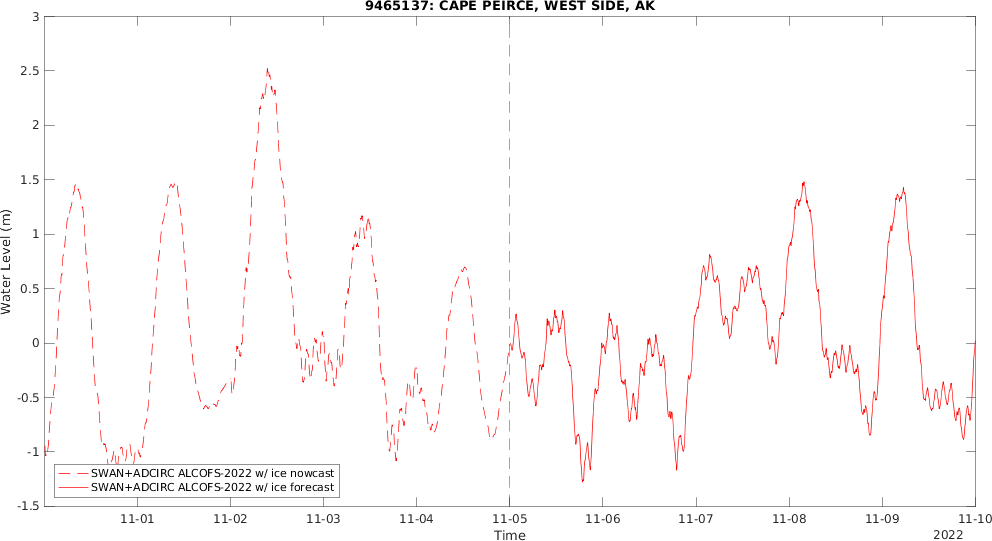 9465137: CAPE PEIRCE, WEST SIDE, AK
3
2.5
2
1.5
1
0.5
0
-0.5
-1
-1.5
Water Level (m)
SWAN+ADCIRC ALCOFS-2022 w/ ice nowcast
SWAN+ADCIRC ALCOFS-2022 w/ ice forecast
11-01 11-02 11-03 11-04 11-05 11-06 11-07 11-08 11-09 11-10
Time
2022